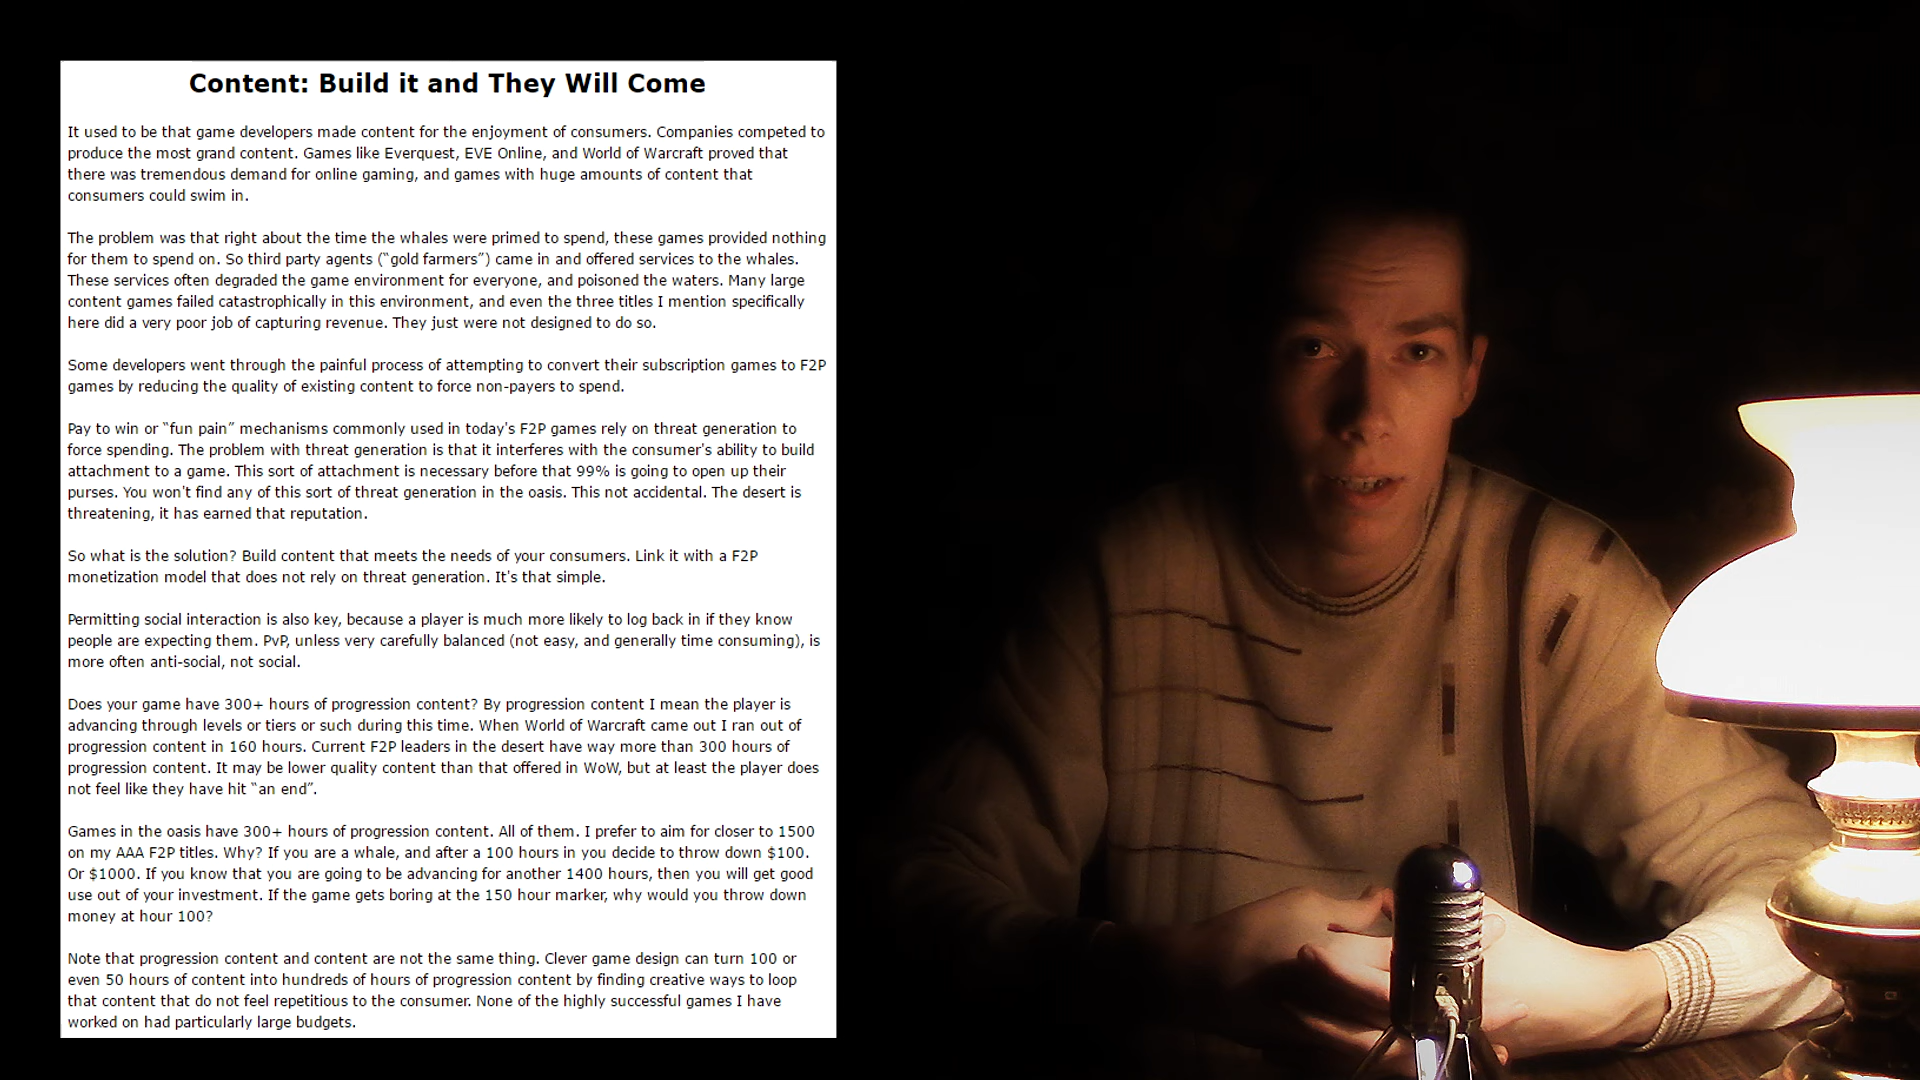 Content: Build it and They Will Come
It used to be that game developers made content for the enjoyment of consumers. Companies competed to
produce the most grand content. Games like Everquest, EVE Online, and World of Warcraft proved that
there was tremendous demand for online gaming, and games with huge amounts of content that
consumers could swim in.
The problem was that right about the time the whales were primed to spend, these games provided nothing
for them to spend on. So third party agents (“gold farmers”) came in and offered services to the whales.
These services often degraded the game environment for everyone, and poisoned the waters. Many large
content games failed catastrophically in this environment, and even the three titles I mention specifically
here did a very poor job of capturing revenue. They just were not designed to do so.
Some developers went through the painful process of attempting to convert their subscription games to F2P
games by reducing the quality of existing content to force non-payers to spend.
Pay to win or “fun pain” mechanisms commonly used in today's F2P games rely on threat generation to
force spending. The problem with threat generation is that it interferes with the consumer's ability to build
attachment to a game. This sort of attachment is necessary before that 99% is going to open up their
purses. You won't find any of this sort of threat generation in the oasis. This not accidental. The desert is
threatening, it has earned that reputation.
So what is the solution? Build content that meets the needs of your consumers. Link it with a F2P
monetization model that does not rely on threat generation. It's that simple.
Permitting social interaction is also key, because a player is much more likely to log back in if they know
people are expecting them. PvP, unless very carefully balanced (not easy, and generally time consuming), is
more often anti-social, not social.
Does your game have 300+ hours of progression content? By progression content I mean the player is
advancing through levels or tiers or such during this time. When World of Warcraft came out I ran out of
progression content in 160 hours. Current F2P leaders in the desert have way more than 300 hours of
progression content. It may be lower quality content than that offered in WoW, but at least the player does
not feel like they have hit “an end”.
Games in the oasis have 300+ hours of progression content. All of them. I prefer to aim for closer to 1500
on my AAA F2P titles. Why? If you are a whale, and after a 100 hours in you decide to throw down $100.
Or $1000. If you know that you are going to be advancing for another 1400 hours, then you will get good
use out of your investment. If the game gets boring at the 150 hour marker, why would you throw down
money at hour 100?
Note that progression content and content are not the same thing. Clever game design can turn 100 or
even 50 hours of content into hundreds of hours of progression content by finding creative ways to loop
that content that do not feel repetitious to the consumer. None of the highly successful games I have
worked on had particularly large budgets.